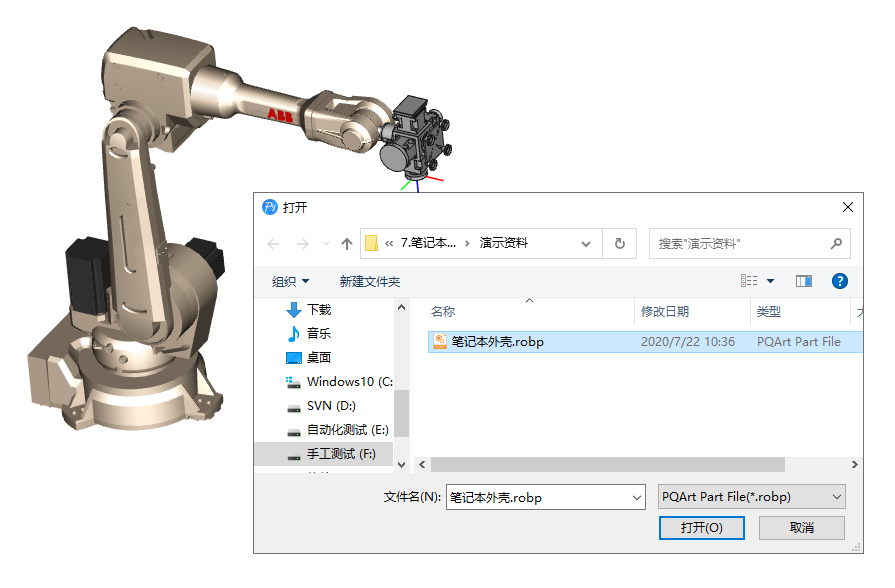 ABB
打开
« 7.笔记本... › 演示资料
搜索"演示资料"
组织
新建文件夹
?
下载
音乐
桌面
Windows10 (C:
SVN (D:)
自动化测试 (E:)
手工测试 (F:)
名称
修改日期
类型
笔记本外壳.robp
2020/7/22 10:36
PQArt Part File
文件名(N):
笔记本外壳.robp
PQArt Part File(*.robp)
打开(O)
取消